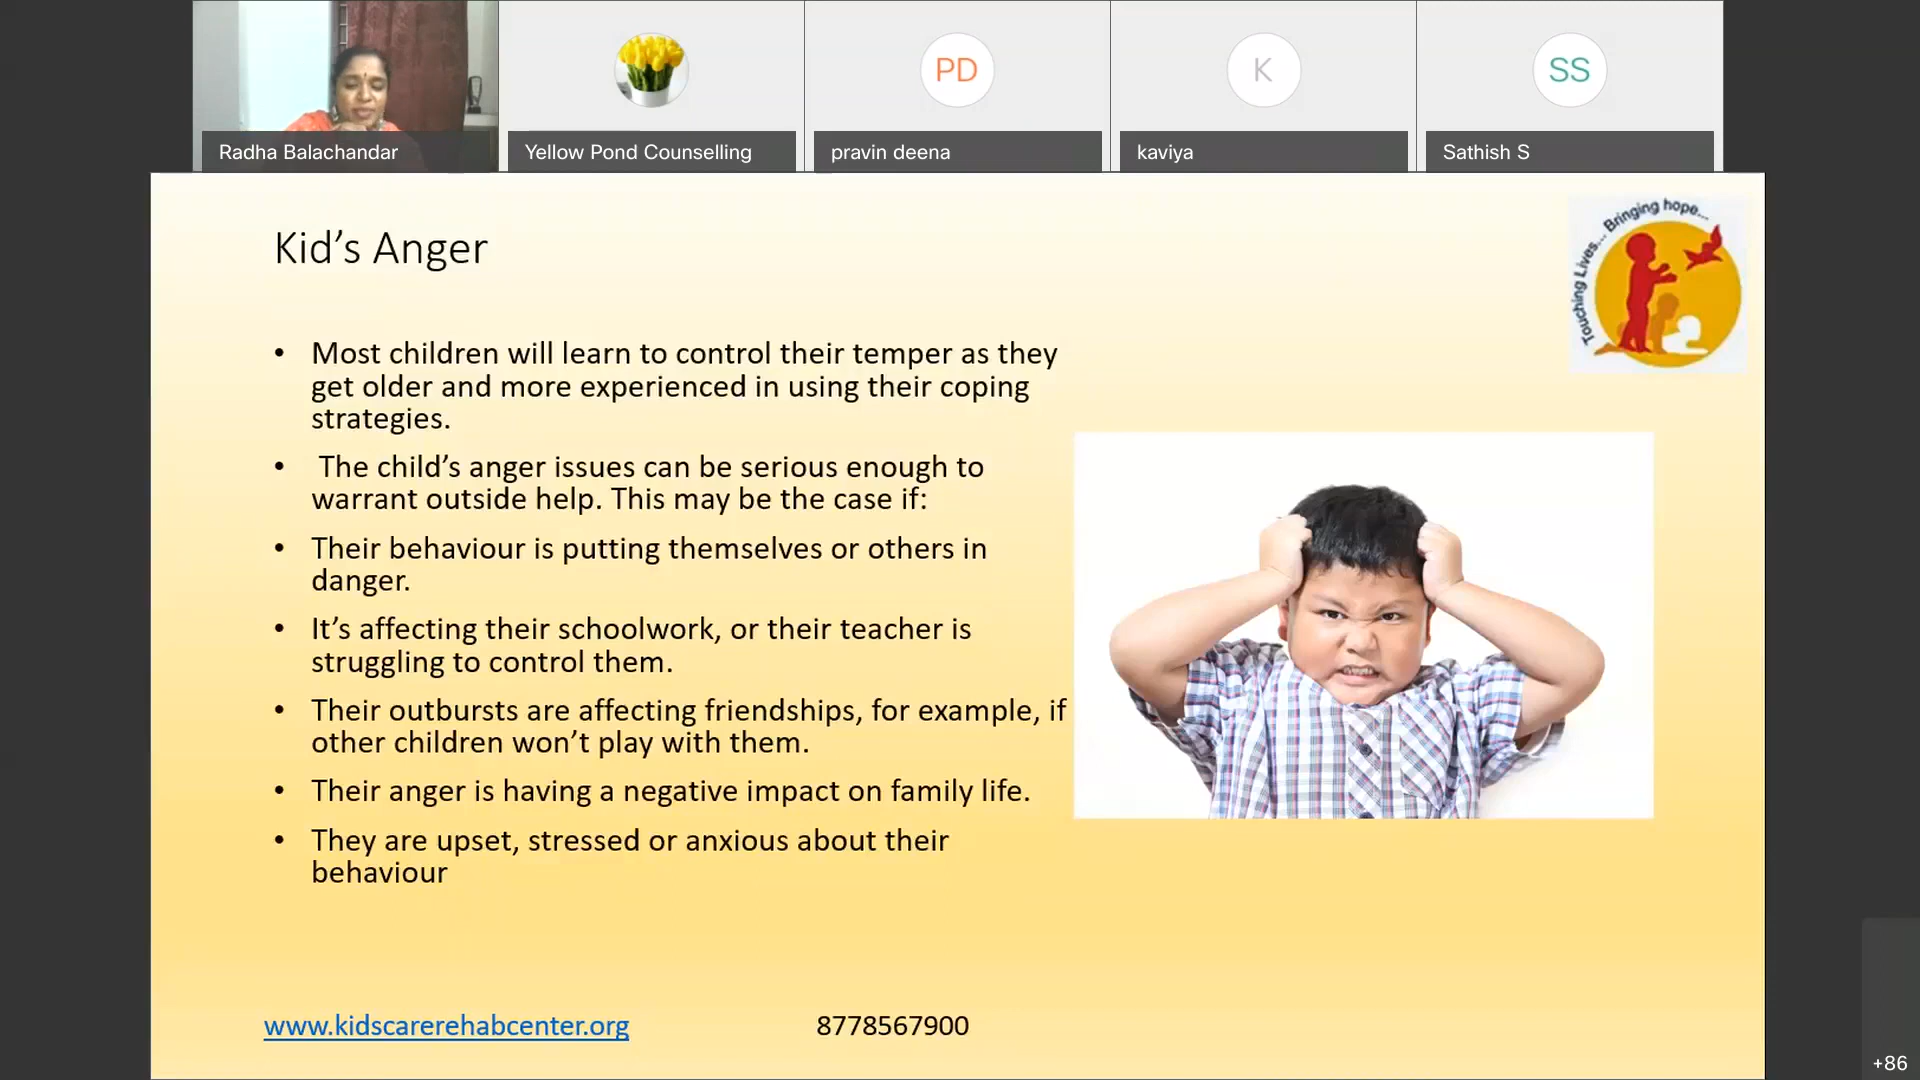 Radha Balachandar
Yellow Pond Counselling
PD
pravin deena
K
kaviya
SS
Sathish S
Kid’s Anger
Touching Lives... Bringing hope...
• Most children will learn to control their temper as they
get older and more experienced in using their coping
strategies.
• The child’s anger issues can be serious enough to
warrant outside help. This may be the case if:
• Their behaviour is putting themselves or others in
danger.
• It’s affecting their schoolwork, or their teacher is
struggling to control them.
• Their outbursts are affecting friendships, for example, if
other children won’t play with them.
• Their anger is having a negative impact on family life.
• They are upset, stressed or anxious about their
behaviour
www.kidscarerehabcenter.org
8778567900
+86